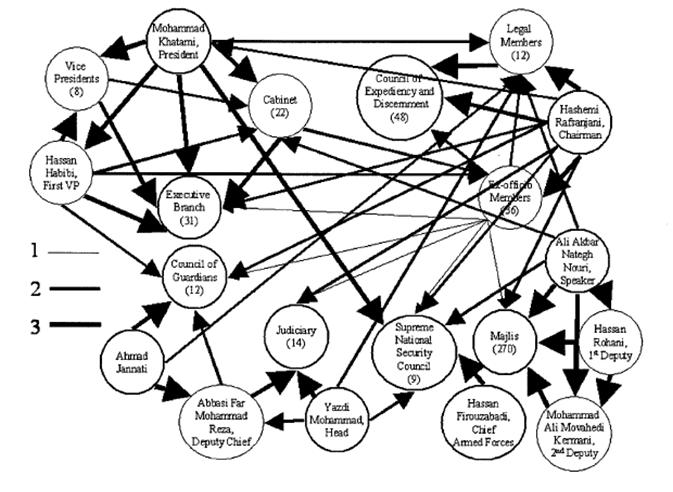 Mohammad
Khatami,
President
Legal
Members
(12)
Vice
Presidents
(8)
Council of
Expediency and
Discernment
(48)
Cabinet
(22)
Hashemi
Rafsanjani,
Chairman
Hassan
Habibi,
First VP
Executive
Branch
(31)
Ex-officio
Members
(36)
Ali Akbar
Nategh
Nouri,
Speaker
1
2
3
Council of
Guardians
(12)
Judiciary
(14)
Supreme
National
Security
Council
(9)
Majlis
(270)
Hassan
Rohani,
1st Deputy
Ahmad
Jannati
Abbasi Far
Mohammad
Reza,
Deputy Chief
Yazdi
Mohammad,
Head
Hassan
Firouzabadi,
Chief
Armed Forces
Mohammad
Ali Movahedi
Kermani,
2nd Deputy